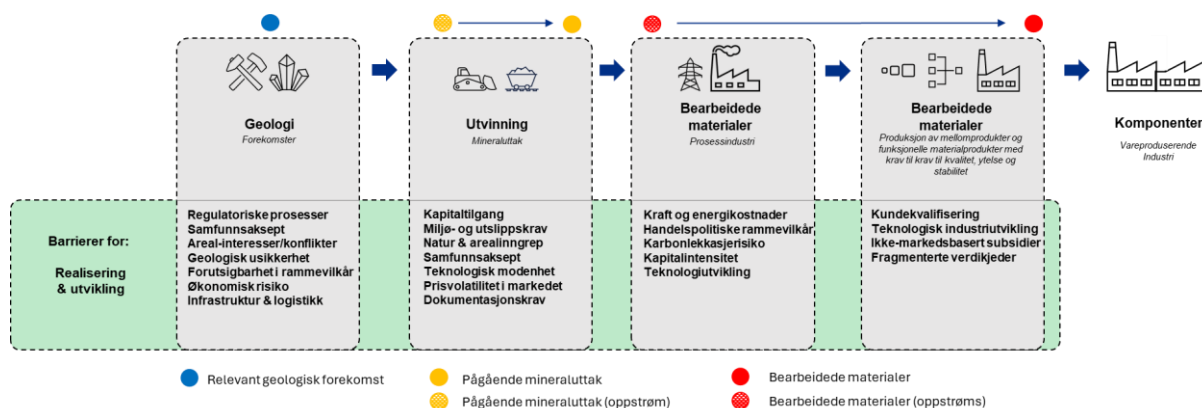 Geologi
Forekomster
Utvinning
Mineraluttak
Bearbeidede
materialer
Prosessindustri
Bearbeidede
materialer
Produksjon av mellomprodukter og
funksjonelle materialprodukter med
krav til krav til kvalitet, ytelse og
stabilitet
Komponenter
Vareproduserende
Industri
Barrierer for:
Realisering
& utvikling
Regulatoriske prosesser
Samfunnsaksept
Areal-interesser/konflikter
Geologisk usikkerhet
Forutsigbarhet i rammevilkår
Økonomisk risiko
Infrastruktur & logistikk
Kapitaltilgang
Miljø- og utslippskrav
Natur & arealinngrep
Samfunnsaksept
Teknologisk modenhet
Prisvolatilitet i markedet
Dokumentasjonskrav
Kraft og energikostnader
Handelspolitiske rammevilkår
Karbonlekkasjerisiko
Kapitalintensitet
Teknologiutvikling
Kundekvalifisering
Teknologisk industriutvikling
Ikke-markedsbasert subsidier
Fragmenterte verdikjeder
Relevant geologisk forekomst
Pågående mineraluttak
Pågående mineraluttak (oppstrøm)
Bearbeidede materialer
Bearbeidede materialer (oppstrøms)